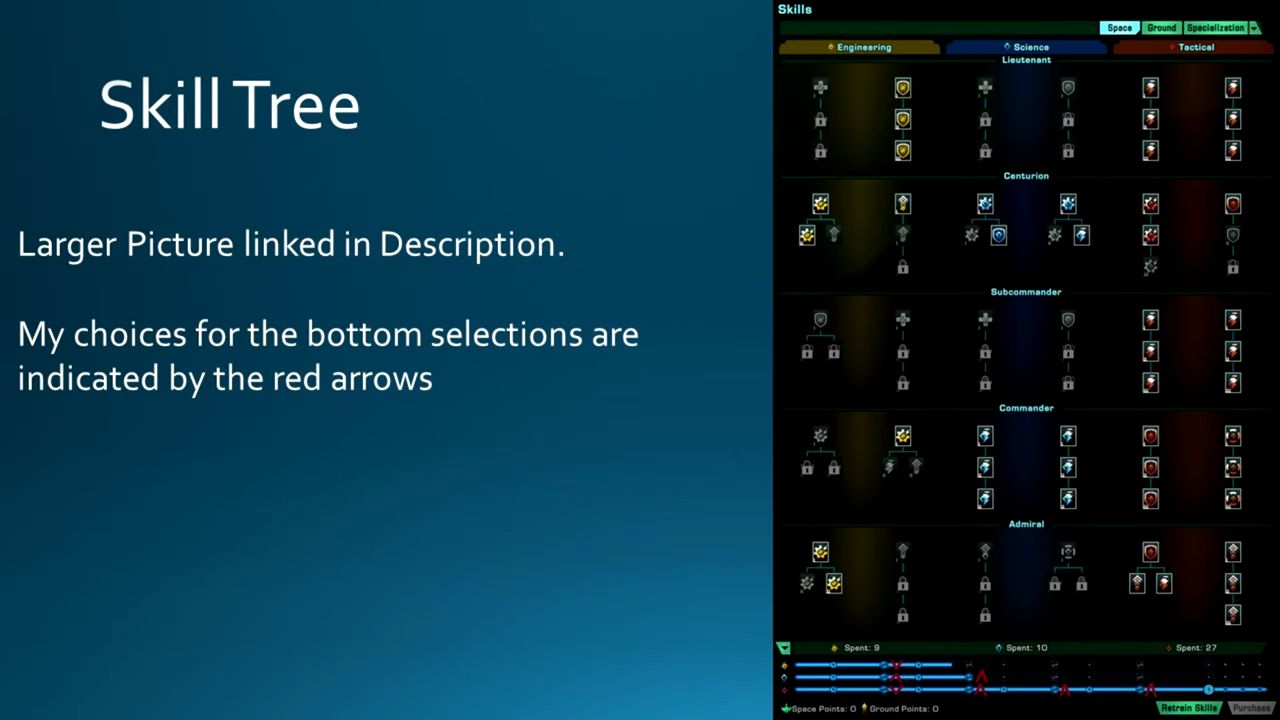 Skill Tree
Larger Picture linked in Description.
My choices for the bottom selections are
indicated by the red arrows
Skills
Space Ground Specialization
Engineering Science Tactical
Lieutenant
Centurion
Subcommander
Commander
Admiral
Spent: 9 Spent: 10 Spent: 27
Space Points: 0 Ground Points: 0 Retrain Skills Purchase